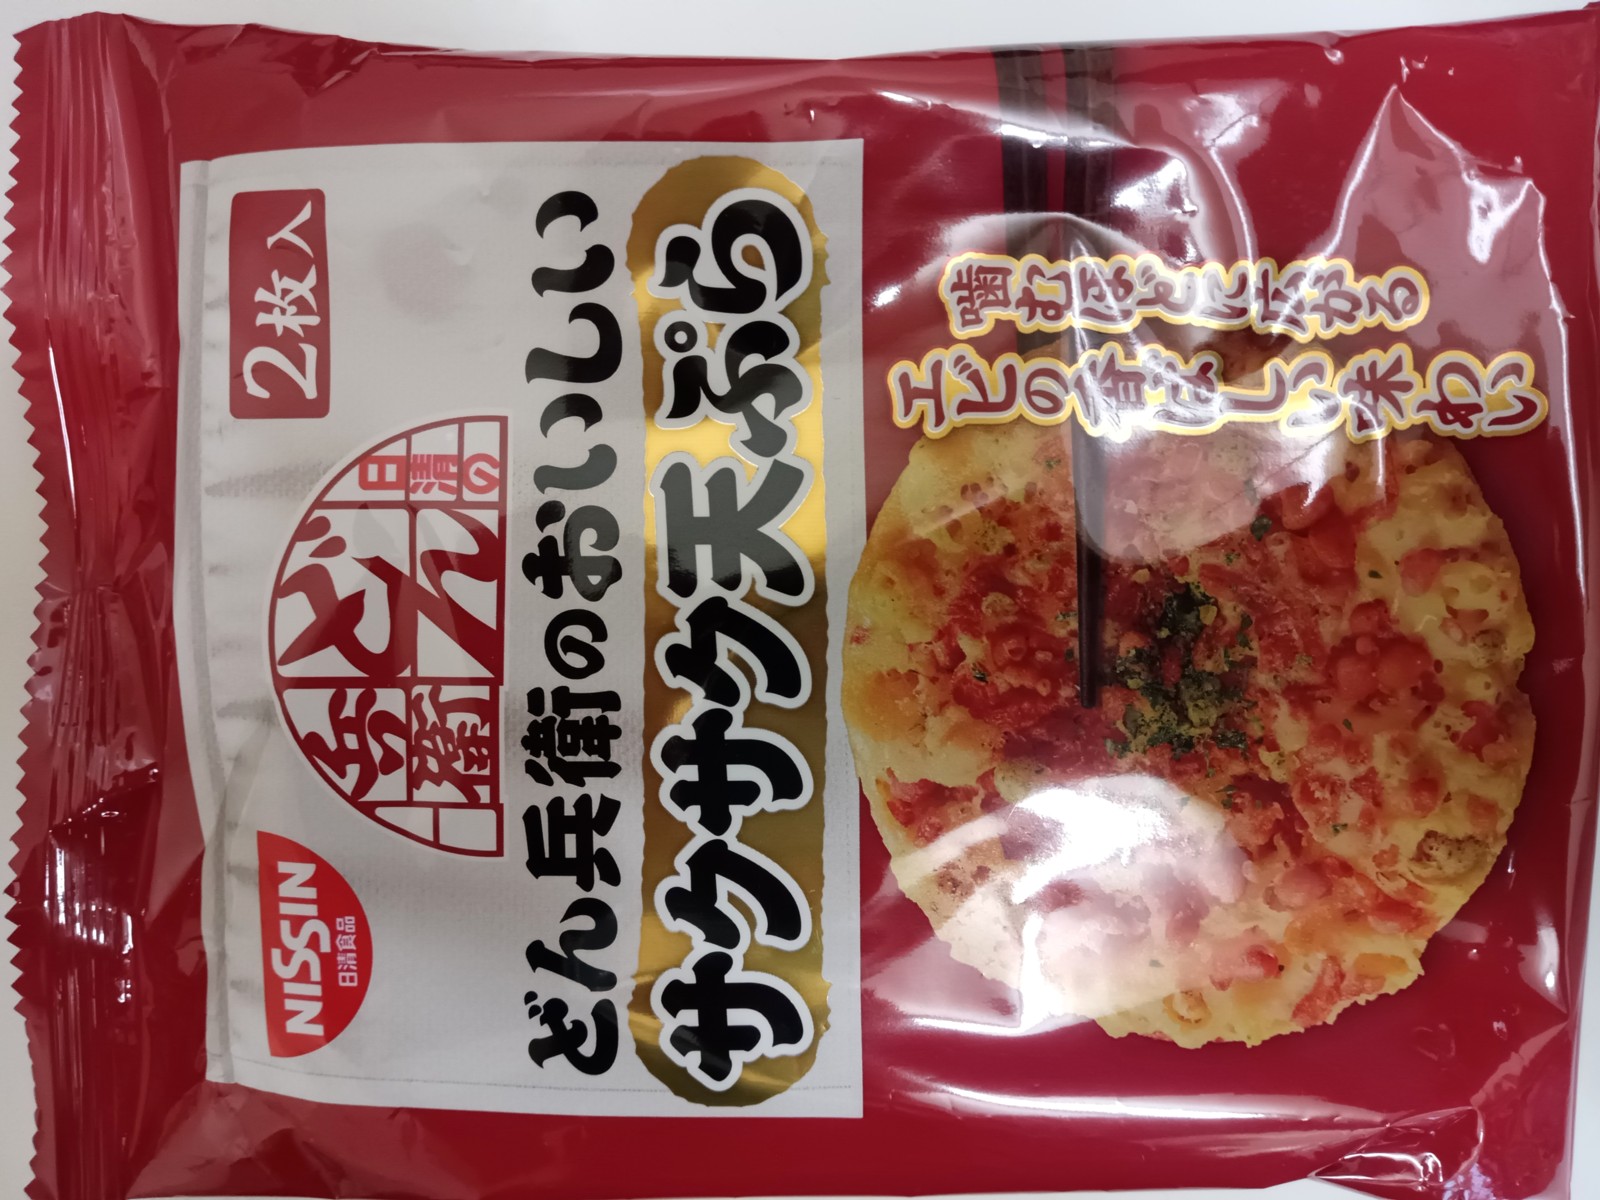 NISSIN
日清食品
日清の
どん
兵衛
2枚入
どん兵衛のおいしい
サクサク天ぷら
噛むほどに広がる
エビの香ばしい味わい